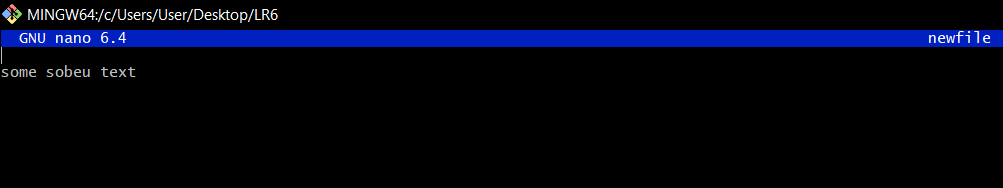 MINGW64:/c/Users/User/Desktop/LR6
GNU nano 6.4 newfile
some sobeu text